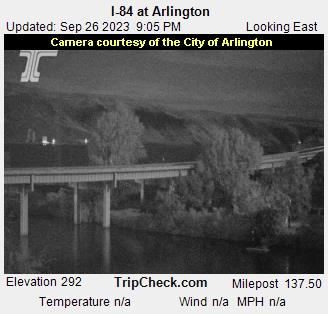 I-84 at Arlington
Updated: Sep 26 2023 9:05 PM Looking East
Camera courtesy of the City of Arlington
Elevation 292 TripCheck.com Milepost 137.50
Temperature n/a Wind n/a MPH n/a